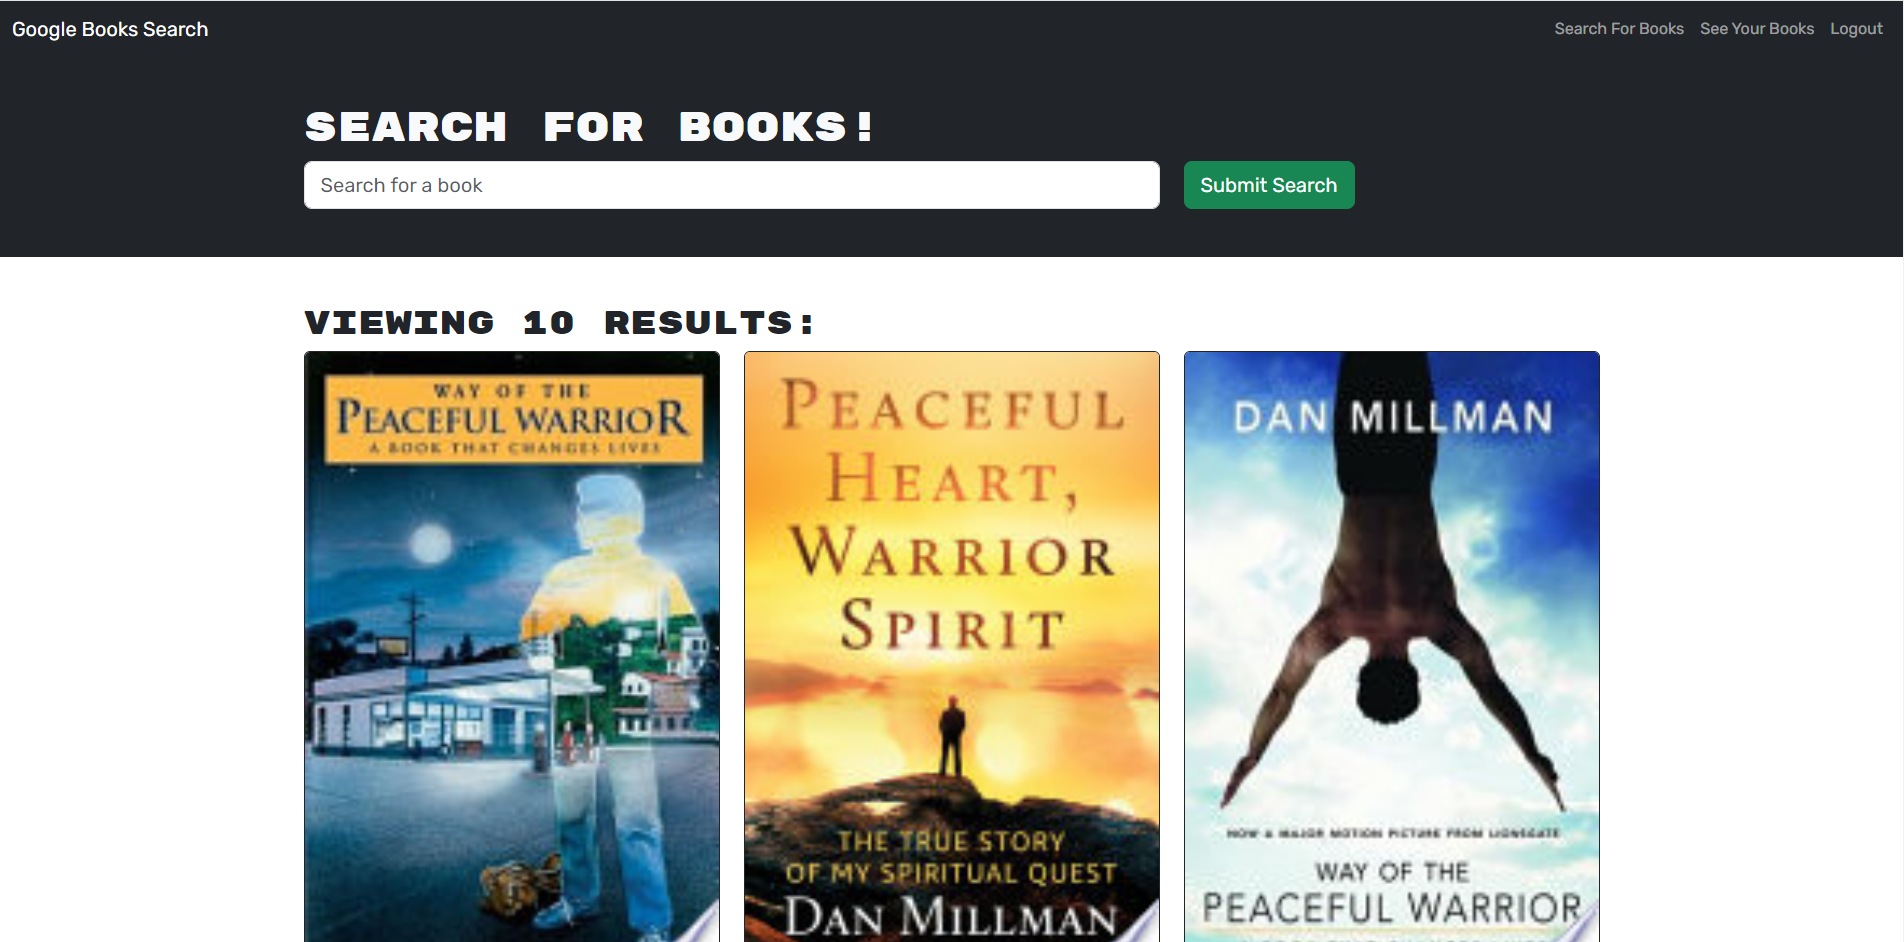 Google Books Search
Search For Books
See Your Books
Logout
SEARCH FOR BOOKS!
Search for a book
Submit Search
VIEWING 10 RESULTS:
WAY OF THE
PEACEFUL WARRIOR
A BOOK THAT CHANGES LIVES
PEACEFUL
HEART,
WARRIOR
SPIRIT
THE TRUE STORY
OF MY SPIRITUAL QUEST
DAN MILLMAN
DAN MILLMAN
NOW A MAJOR MOTION PICTURE FROM LIONSGATE
WAY OF THE
PEACEFUL WARRIOR